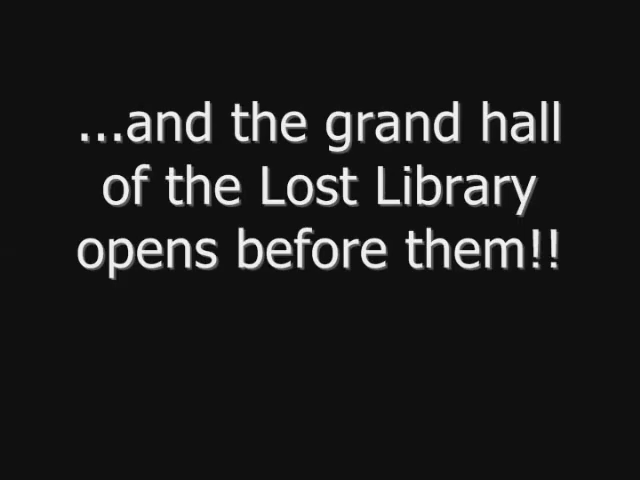 ...and the grand hall
of the Lost Library
opens before them!!